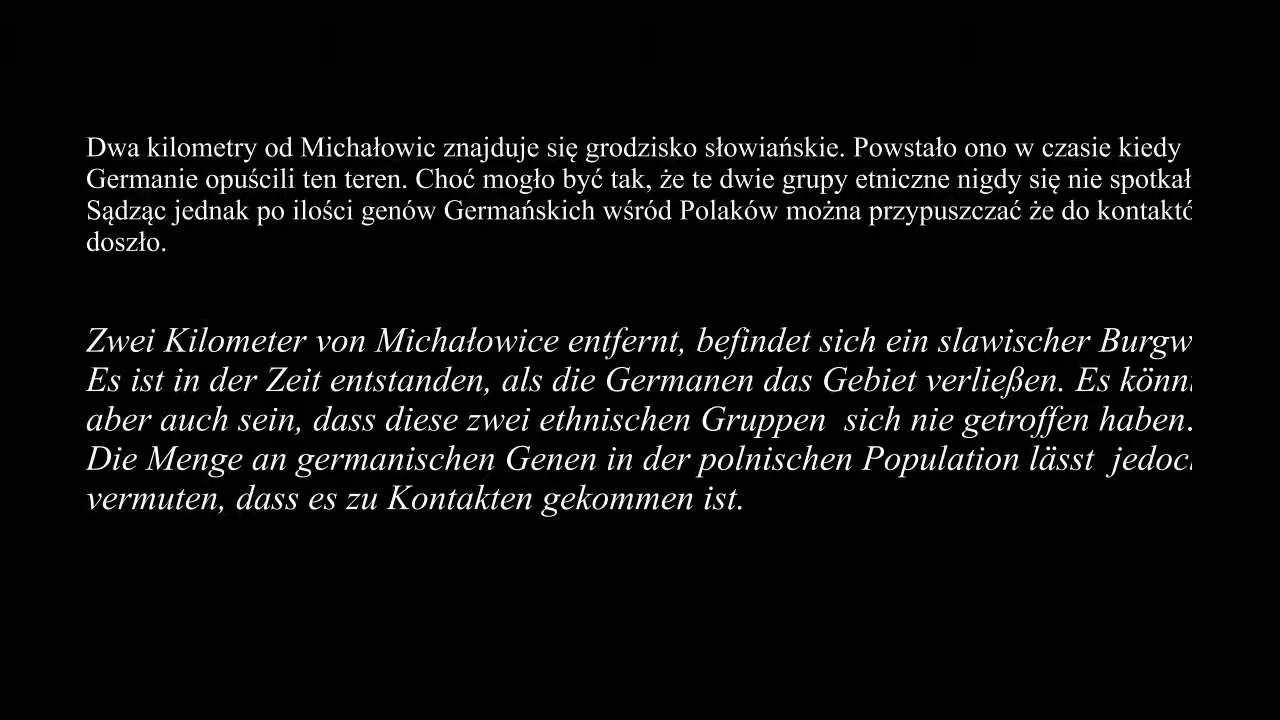 Dwa kilometry od Michałowic znajduje się grodzisko słowiańskie. Powstało ono w czasie kiedy
Germanie opuścili ten teren. Choć mogło być tak, że te dwie grupy etniczne nigdy się nie
Sądząc jednak po ilości genów Germańskich wśród Polaków można przypuszczać że do
doszło.
Zwei Kilometer von Michałowice entfernt, befindet sich ein slawischer
Es ist in der Zeit entstanden, als die Germanen das Gebiet verließen. Es
aber auch sein, dass diese zwei ethnischen Gruppen sich nie getroffen haben.
Die Menge an germanischen Genen in der polnischen Population lässt
vermuten, dass es zu Kontakten gekommen ist.